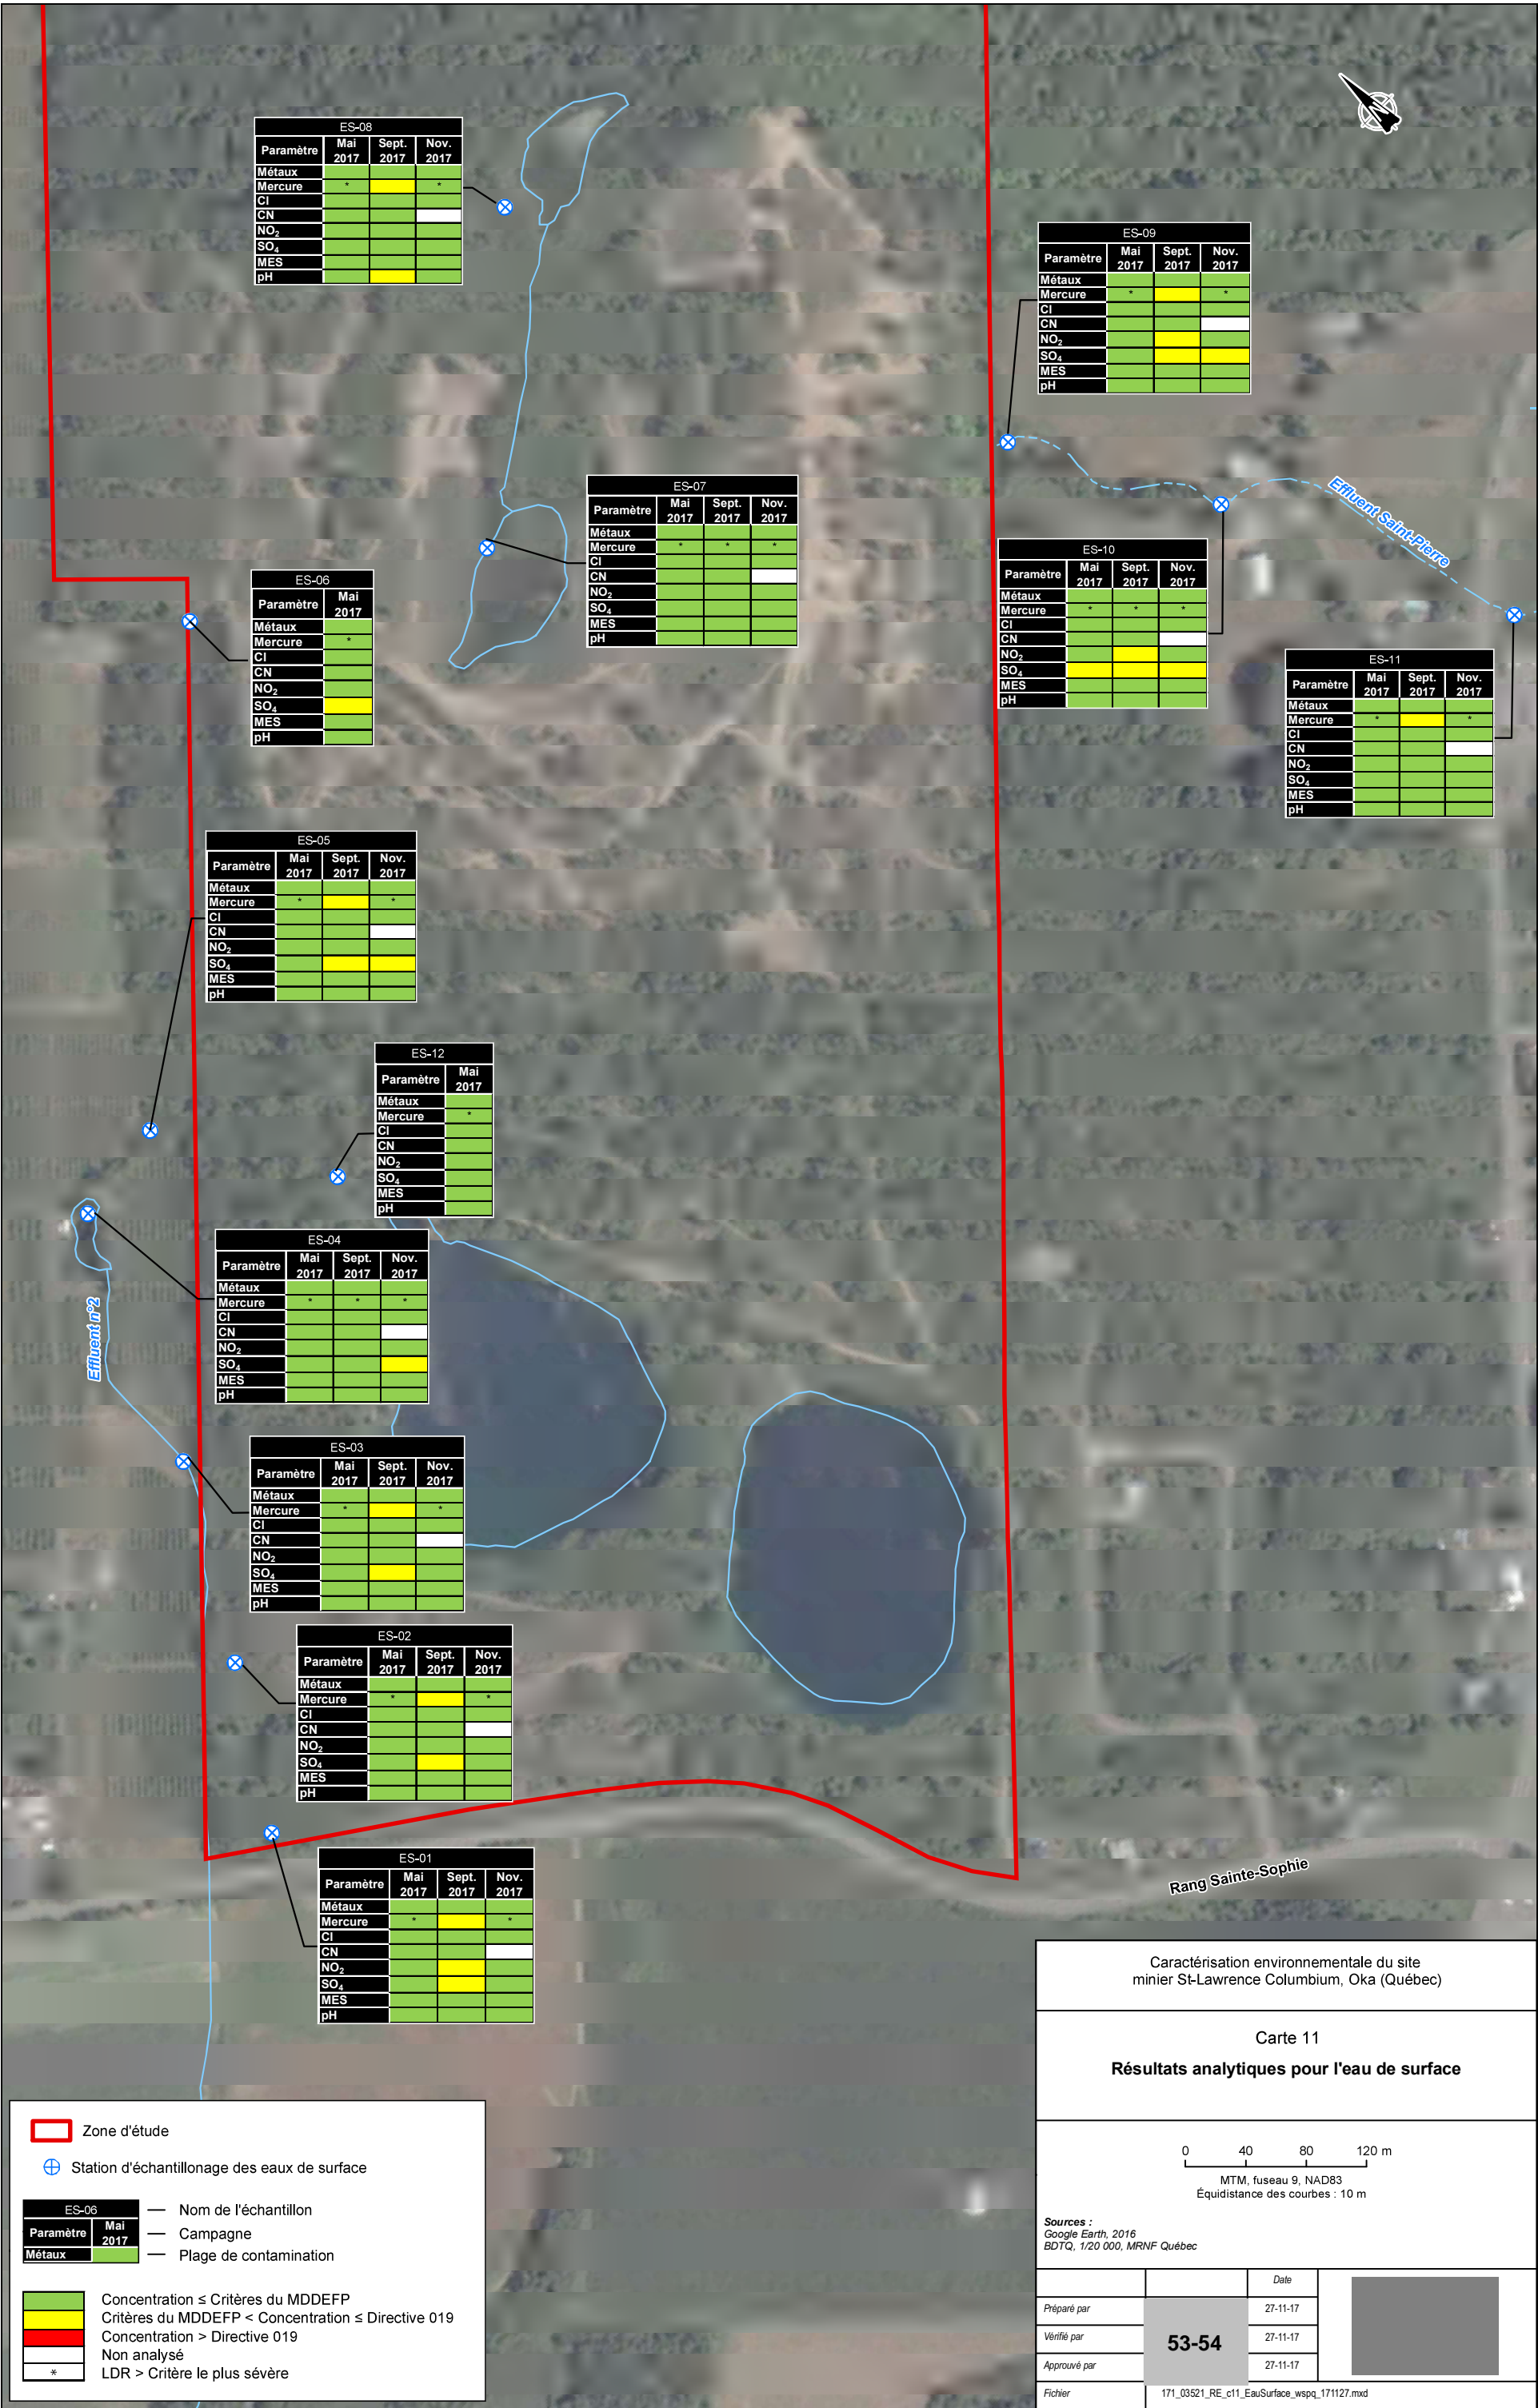 ES-08
Paramètre Mai 2017 Sept. 2017 Nov. 2017
Métaux
Mercure * *
Cl
CN
NO₂
SO₄
MES
pH
ES-09
Paramètre Mai 2017 Sept. 2017 Nov. 2017
Métaux
Mercure * *
Cl
CN
NO₂
SO₄
MES
pH
ES-07
Paramètre Mai 2017 Sept. 2017 Nov. 2017
Métaux
Mercure * * *
Cl
CN
NO₂
SO₄
MES
pH
Effluent Saint-Pierre
ES-10
Paramètre Mai 2017 Sept. 2017 Nov. 2017
Métaux
Mercure * * *
Cl
CN
NO₂
SO₄
MES
pH
ES-06
Paramètre Mai 2017
Métaux
Mercure *
Cl
CN
NO₂
SO₄
MES
pH
ES-11
Paramètre Mai 2017 Sept. 2017 Nov. 2017
Métaux
Mercure * *
Cl
CN
NO₂
SO₄
MES
pH
ES-05
Paramètre Mai 2017 Sept. 2017 Nov. 2017
Métaux
Mercure * *
Cl
CN
NO₂
SO₄
MES
pH
ES-12
Paramètre Mai 2017
Métaux
Mercure *
Cl
CN
NO₂
SO₄
MES
pH
ES-04
Paramètre Mai 2017 Sept. 2017 Nov. 2017
Métaux
Mercure * * *
Cl
CN
NO₂
SO₄
MES
pH
Effluent n°2
ES-03
Paramètre Mai 2017 Sept. 2017 Nov. 2017
Métaux
Mercure * *
Cl
CN
NO₂
SO₄
MES
pH
ES-02
Paramètre Mai 2017 Sept. 2017 Nov. 2017
Métaux
Mercure * *
Cl
CN
NO₂
SO₄
MES
pH
ES-01
Paramètre Mai 2017 Sept. 2017 Nov. 2017
Métaux
Mercure * *
Cl
CN
NO₂
SO₄
MES
pH
Rang Sainte-Sophie
Zone d'étude
Station d'échantillonage des eaux de surface
ES-06
Paramètre Mai 2017
Métaux
Nom de l'échantillon
Campagne
Plage de contamination
Concentration ≤ Critères du MDDEFP
Critères du MDDEFP < Concentration ≤ Directive 019
Concentration > Directive 019
Non analysé
* LDR > Critère le plus sévère
Caractérisation environnementale du site
minier St-Lawrence Columbium, Oka (Québec)
Carte 11
Résultats analytiques pour l'eau de surface
0 40 80 120 m
MTM, fuseau 9, NAD83
Équidistance des courbes : 10 m
Sources :
Google Earth, 2016
BDTQ, 1/20 000, MRNF Québec
Date
Préparé par 27-11-17
Vérifié par 53-54 27-11-17
Approuvé par 27-11-17
Fichier 171_03521_RE_c11_EauSurface_wspq_171127.mxd